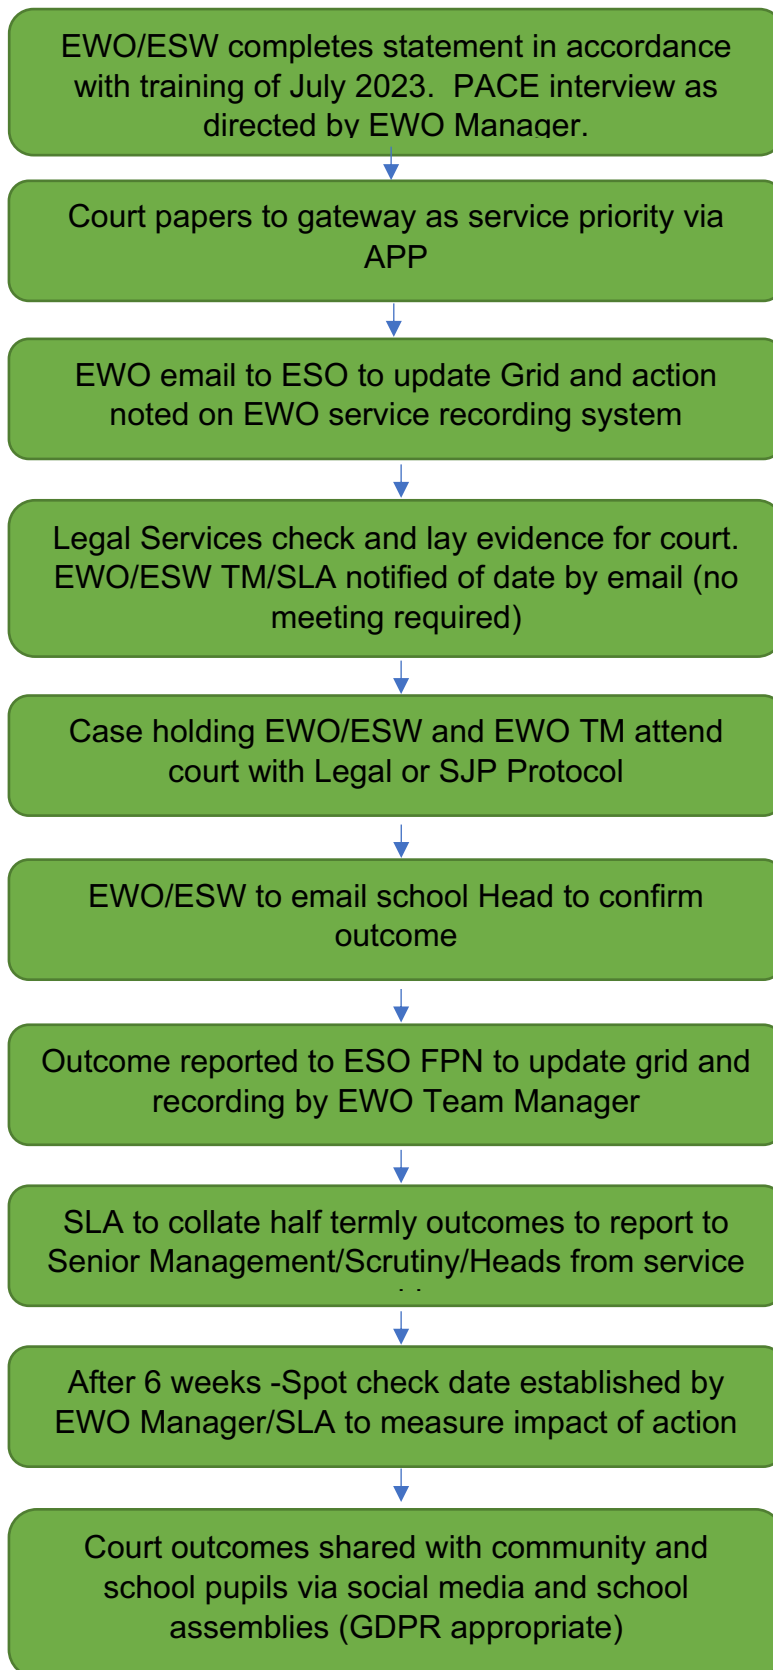 EWO/ESW completes statement in accordance
with training of July 2023.  PACE interview as
directed by EWO Manager.
Court papers to gateway as service priority via
APP
EWO email to ESO to update Grid and action
noted on EWO service recording system
Legal Services check and lay evidence for court.
EWO/ESW TM/SLA notified of date by email (no
meeting required)
Case holding EWO/ESW and EWO TM attend
court with Legal or SJP Protocol
EWO/ESW to email school Head to confirm
outcome
Outcome reported to ESO FPN to update grid and
recording by EWO Team Manager
SLA to collate half termly outcomes to report to
Senior Management/Scrutiny/Heads from service
After 6 weeks -Spot check date established by
EWO Manager/SLA to measure impact of action
Court outcomes shared with community and
school pupils via social media and school
assemblies (GDPR appropriate)